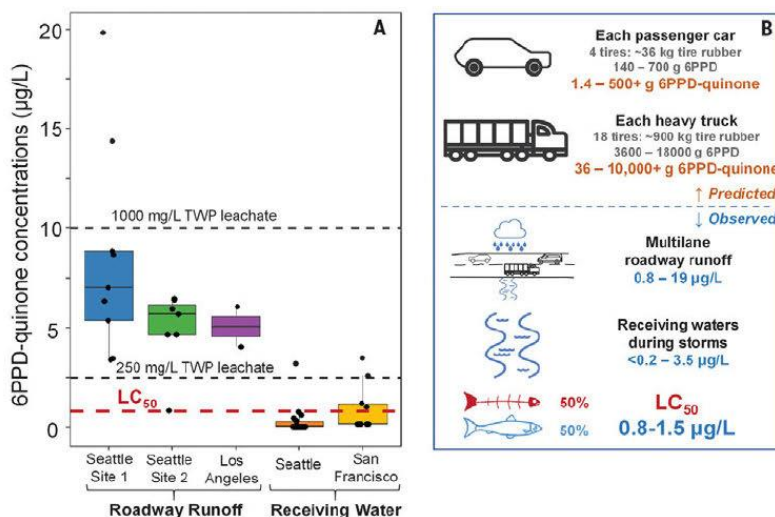 A
6PPD-quinone concentrations (µg/L)
20
15
10
5
0
1000 mg/L TWP leachate
250 mg/L TWP leachate
LC50
Seattle Site 1
Seattle Site 2
Los Angeles
Seattle
San Francisco
Roadway Runoff
Receiving Water
B
Each passenger car
4 tires: ~36 kg tire rubber
140 – 700 g 6PPD
1.4 – 500+ g 6PPD-quinone
Each heavy truck
18 tires: ~900 kg tire rubber
3600 – 18000 g 6PPD
36 – 10,000+ g 6PPD-quinone
↑ Predicted
↓ Observed
Multilane
roadway runoff
0.8 – 19 µg/L
Receiving waters
during storms
<0.2 – 3.5 µg/L
50%
LC50
50%
0.8-1.5 µg/L